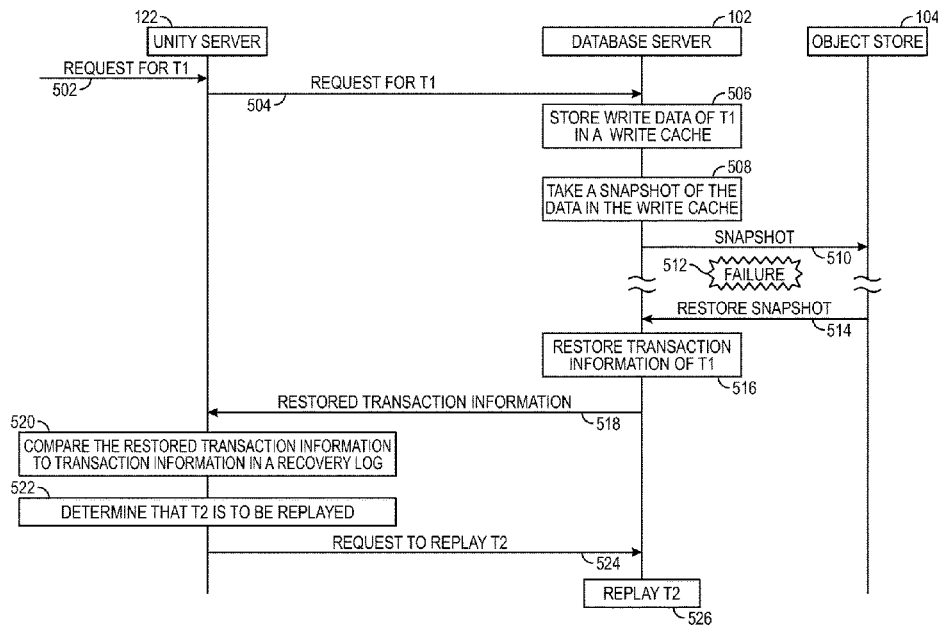 122
102
104
UNITY SERVER
DATABASE SERVER
OBJECT STORE
REQUEST FOR T1
502
REQUEST FOR T1
504
506
STORE WRITE DATA OF T1
IN A WRITE CACHE
508
TAKE A SNAPSHOT OF THE
DATA IN THE WRITE CACHE
SNAPSHOT
510
512
FAILURE
RESTORE SNAPSHOT
514
RESTORE TRANSACTION
INFORMATION OF T1
516
RESTORED TRANSACTION INFORMATION
518
520
COMPARE THE RESTORED TRANSACTION INFORMATION
TO TRANSACTION INFORMATION IN A RECOVERY LOG
522
DETERMINE THAT T2 IS TO BE REPLAYED
REQUEST TO REPLAY T2
524
REPLAY T2
526